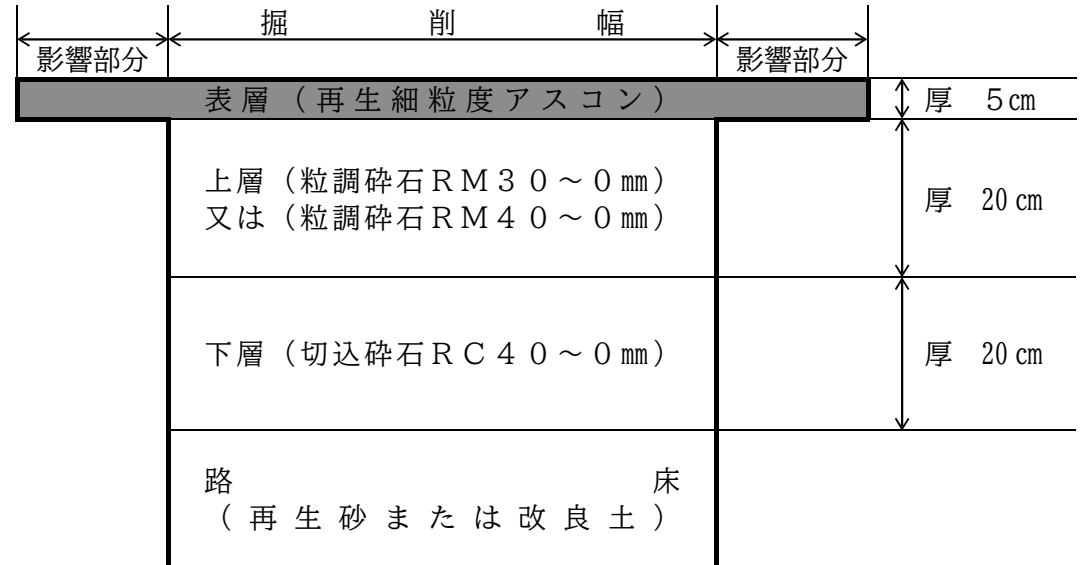 掘削幅
影響部分
影響部分
表層（再生細粒度アスコン）
厚 5㎝
上層（粒調砕石ＲＭ３０～０㎜）
又は（粒調砕石ＲＭ４０～０㎜）
厚 20㎝
下層（切込砕石ＲＣ４０～０㎜）
厚 20㎝
路床
（再生砂または改良土）